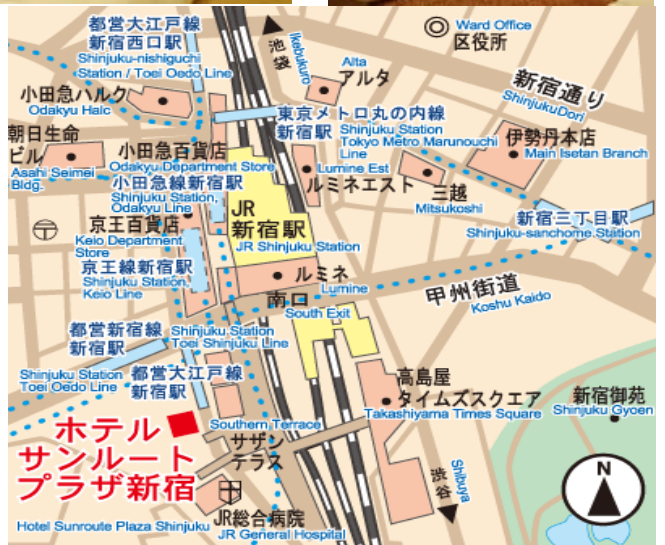 都営大江戸線
新宿西口駅
Shinjuku-nishiguchi
Station / Toei Oedo Line
池袋
Ikebukuro
Ward Office
区役所
Alta
アルタ
新宿通り
ShinjukuDori
小田急ハルク
Odakyu Halc
東京メトロ丸の内線
新宿駅
Shinjuku Station
Tokyo Metro Marunouchi
Line
伊勢丹本店
Main Isetan Branch
朝日生命
ビル
Asahi Seimei
Bldg.
小田急百貨店
Odakyu Department Store
小田急線新宿駅
Shinjuku Station,
Odakyu Line
Lumine Est
ルミネエスト
三越
Mitsukoshi
JR
新宿駅
JR Shinjuku Station
新宿三丁目駅
Shinjuku-sanchome Station
京王百貨店
Keio Department
Store
京王線新宿駅
Shinjuku Station,
Keio Line
ルミネ
Lumine
南口
South Exit
甲州街道
Koshu Kaido
都営新宿線
新宿駅
Shinjuku Station
Toei Shinjuku Line
Shinjuku Station
Toei Oedo Line
都営大江戸線
新宿駅
高島屋
タイムズスクエア
Takashiyama Times Square
新宿御苑
Shinjuku Gyoen
ホテル
サンルート
プラザ新宿
Hotel Sunroute Plaza Shinjuku
Southern Terrace
サザン
テラス
渋谷
Shibuya
JR総合病院
JR General Hospital
N